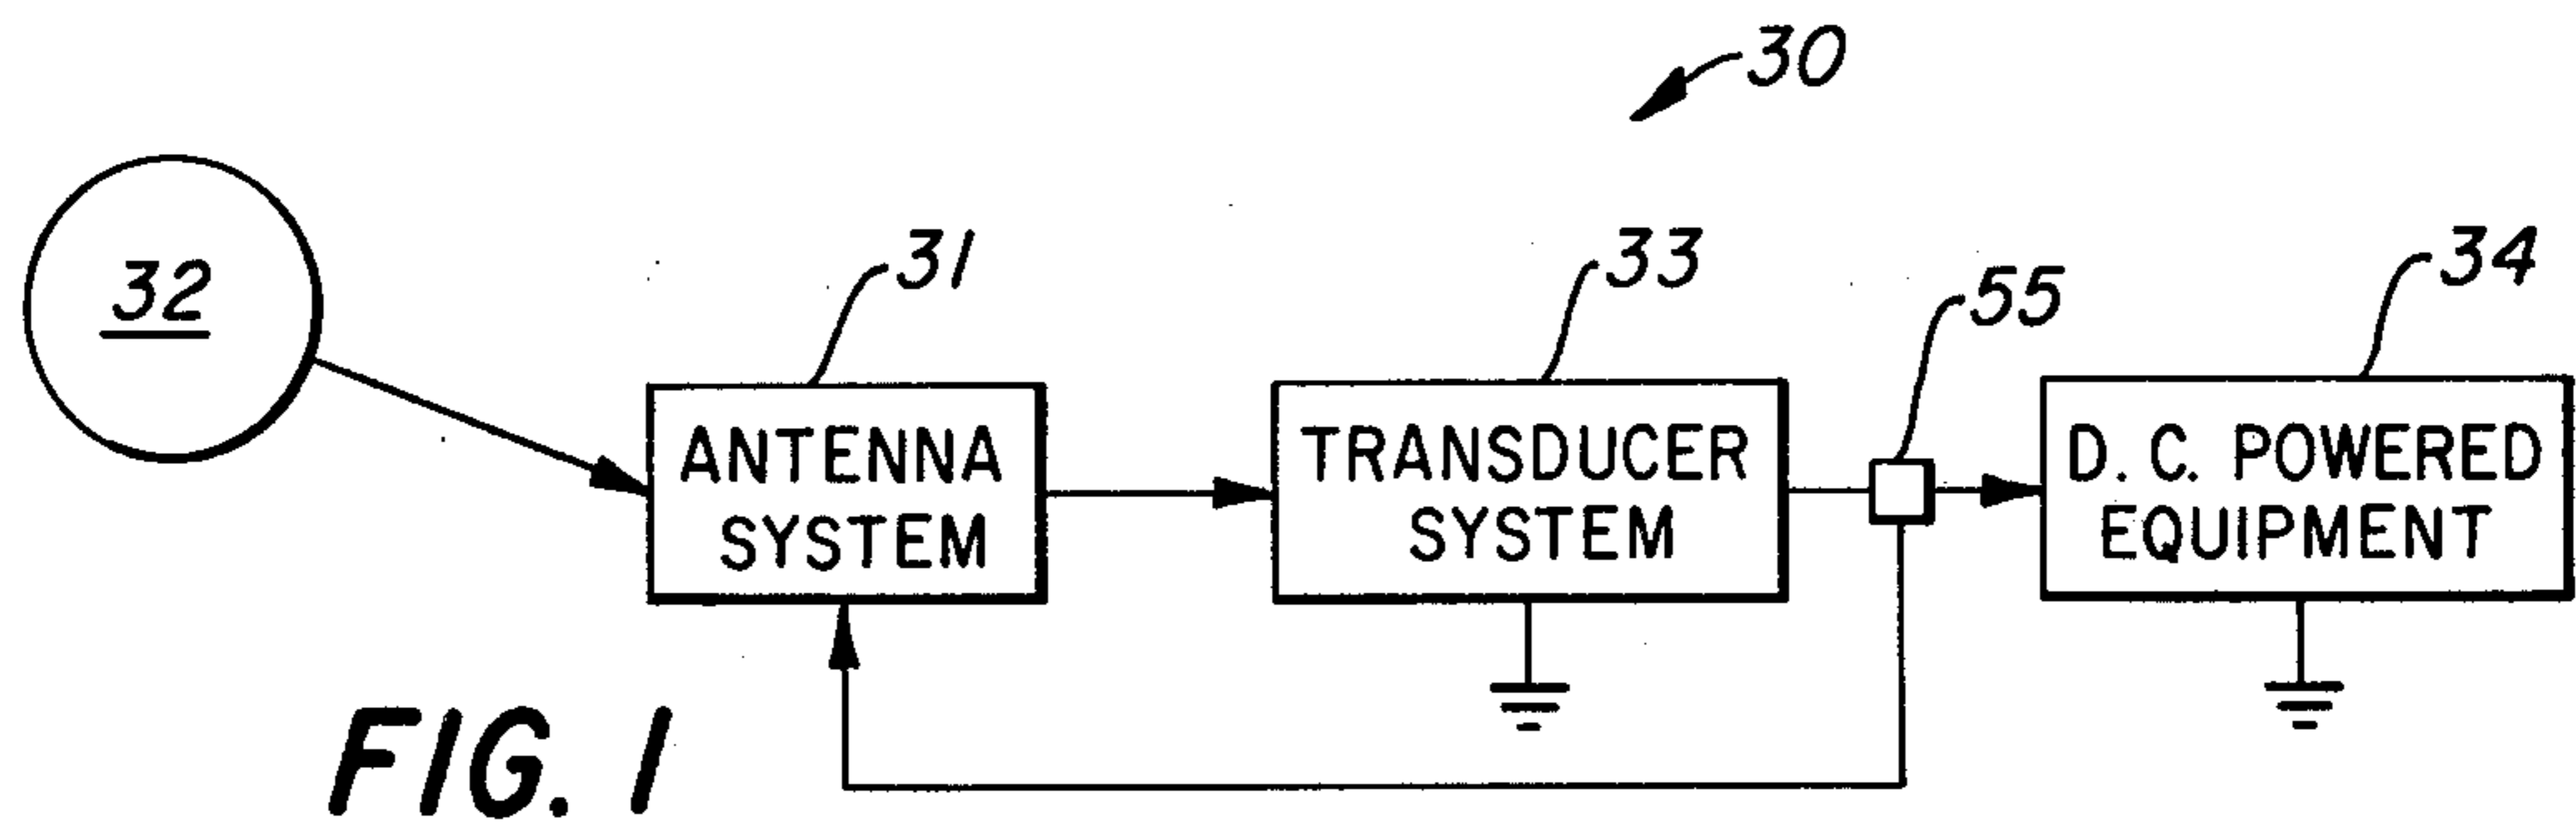 30
32
31
33
55
34
ANTENNA
SYSTEM
TRANSDUCER
SYSTEM
D. C. POWERED
EQUIPMENT
FIG. 1